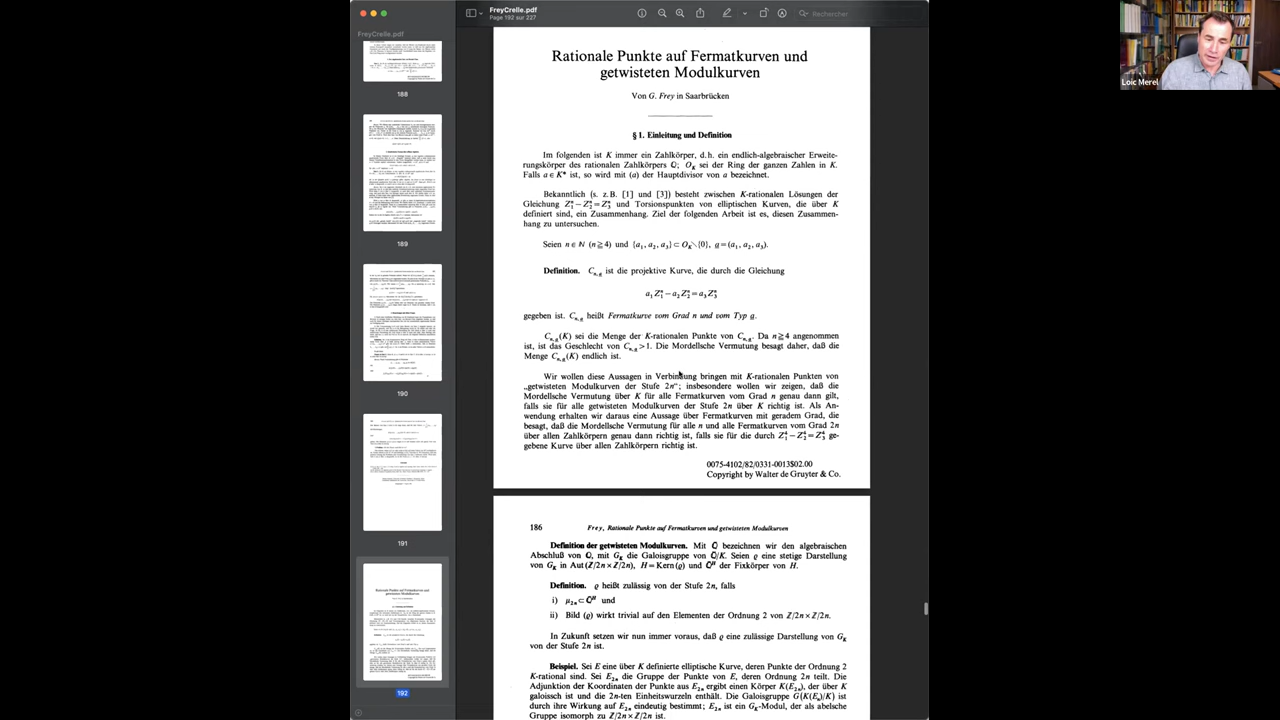 FreyCrelle.pdf
Page 192 sur 227
Rechercher
Loïc Merel
FreyCrelle.pdf
188
189
190
191
192
Rationale Punkte auf Fermatkurven und
getwisteten Modulkurven
Von G. Frey in Saarbrücken
§ 1. Einleitung und Definition
Im folgenden ist K immer ein Zahlkörper, d.h. ein endlich-algebraischer Erweite-
rungskörper des rationalen Zahlkörpers ℚ; O_K sei der Ring der ganzen Zahlen in K.
Falls a ∈ K* ist, so wird mit (a) der Hauptdivisor von a bezeichnet.
Bekanntlich (s. z.B. [1] und [3]) besteht zwischen K-rationalen Lösungen der
Gleichung Z₁ⁿ − Z₂ⁿ = Z₃ⁿ und Torsionspunkten von elliptischen Kurven, die über K
definiert sind, ein Zusammenhang. Ziel der folgenden Arbeit ist es, diesen Zusammen-
hang zu untersuchen.
Seien n ∈ ℕ (n ≧ 4) und {a₁, a₂, a₃} ⊂ O_K\{0}, g = (a₁, a₂, a₃).
Definition. C_{n,g} ist die projektive Kurve, die durch die Gleichung
a₁Z₁ⁿ − a₂Z₂ⁿ = a₃Z₃ⁿ
gegeben ist. C_{n,g} heißt Fermatkurve vom Grad n und vom Typ g.
C_{n,g}(K) sei die Menge der K-rationalen Punkte von C_{n,g}. Da n ≧ 4 angenommen
ist, ist das Geschlecht von C_{n,g} > 1. Die Mordellsche Vermutung besagt daher, daß die
Menge C_{n,g}(K) endlich ist.
Wir wollen diese Aussagen in Verbindung bringen mit K-rationalen Punkten von
„getwisteten Modulkurven der Stufe 2n“; insbesondere wollen wir zeigen, daß die
Mordellsche Vermutung über K für alle Fermatkurven vom Grad n genau dann gilt,
falls sie für alle getwisteten Modulkurven der Stufe 2n über K richtig ist. Als An-
wendung erhalten wir daraus eine Aussage über Fermatkurven mit geradem Grad, die
besagt, daß die Mordellsche Vermutung für alle n und alle Fermatkurven vom Grad 2n
über allen Zahlkörpern genau dann richtig ist, falls sie für die durch Z₁⁴ − Z₂⁴ = Z₃⁴ ge-
gebene Kurve über allen Zahlkörpern richtig ist.
0075-4102/82/0331-0013$02.00
Copyright by Walter de Gruyter & Co.
186 Frey, Rationale Punkte auf Fermatkurven und getwisteten Modulkurven
Definition der getwisteten Modulkurven. Mit ℚ̄ bezeichnen wir den algebraischen
Abschluß von ℚ, mit G_K die Galoisgruppe von ℚ̄/K. Seien ϱ eine stetige Darstellung
von G_K in Aut(ℤ/2n × ℤ/2n), H = Kern(ϱ) und ℚ̄ᴴ der Fixkörper von H.
Definition. ϱ heißt zulässig von der Stufe 2n, falls
i) μ₂ₙ ⊂ ℚ̄ᴴ und
ii) Bild (ϱ) wirkt trivial auf den Elementen der Ordnung 2 von ℤ/2n × ℤ/2n.
In Zukunft setzen wir nun immer voraus, daß ϱ eine zulässige Darstellung von G_K
der Stufe 2n ist.
Beispiel. Sei E eine über K definierte elliptische Kurve, deren Punkte der Ordnung 2
K-rational sind. Sei E₂ₙ die Gruppe der Punkte von E, deren Ordnung 2n teilt. Die
Adjunktion der Koordinaten der Punkte aus E₂ₙ ergibt einen Körper K(E₂ₙ), der über K
galoissch ist und die 2n-ten Einheitswurzeln enthält. Die Galoisgruppe G(K(Eₙ)/K) ist
durch ihre Wirkung auf E₂ₙ eindeutig bestimmt; E₂ₙ ist ein G_K-Modul, der als abelsche
Gruppe isomorph zu ℤ/2n × ℤ/2n ist.